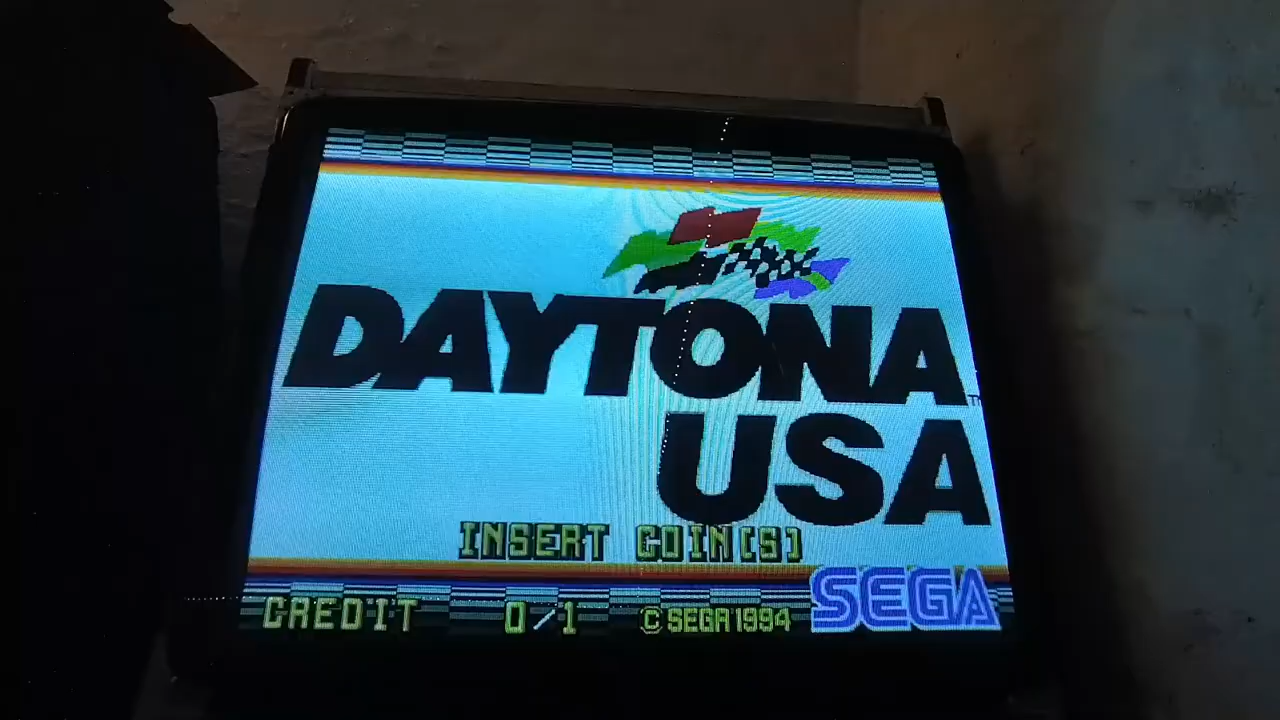 DAYTONA
USA
INSERT COIN(S)
SEGA
CREDIT 0/1 ©SEGA1994